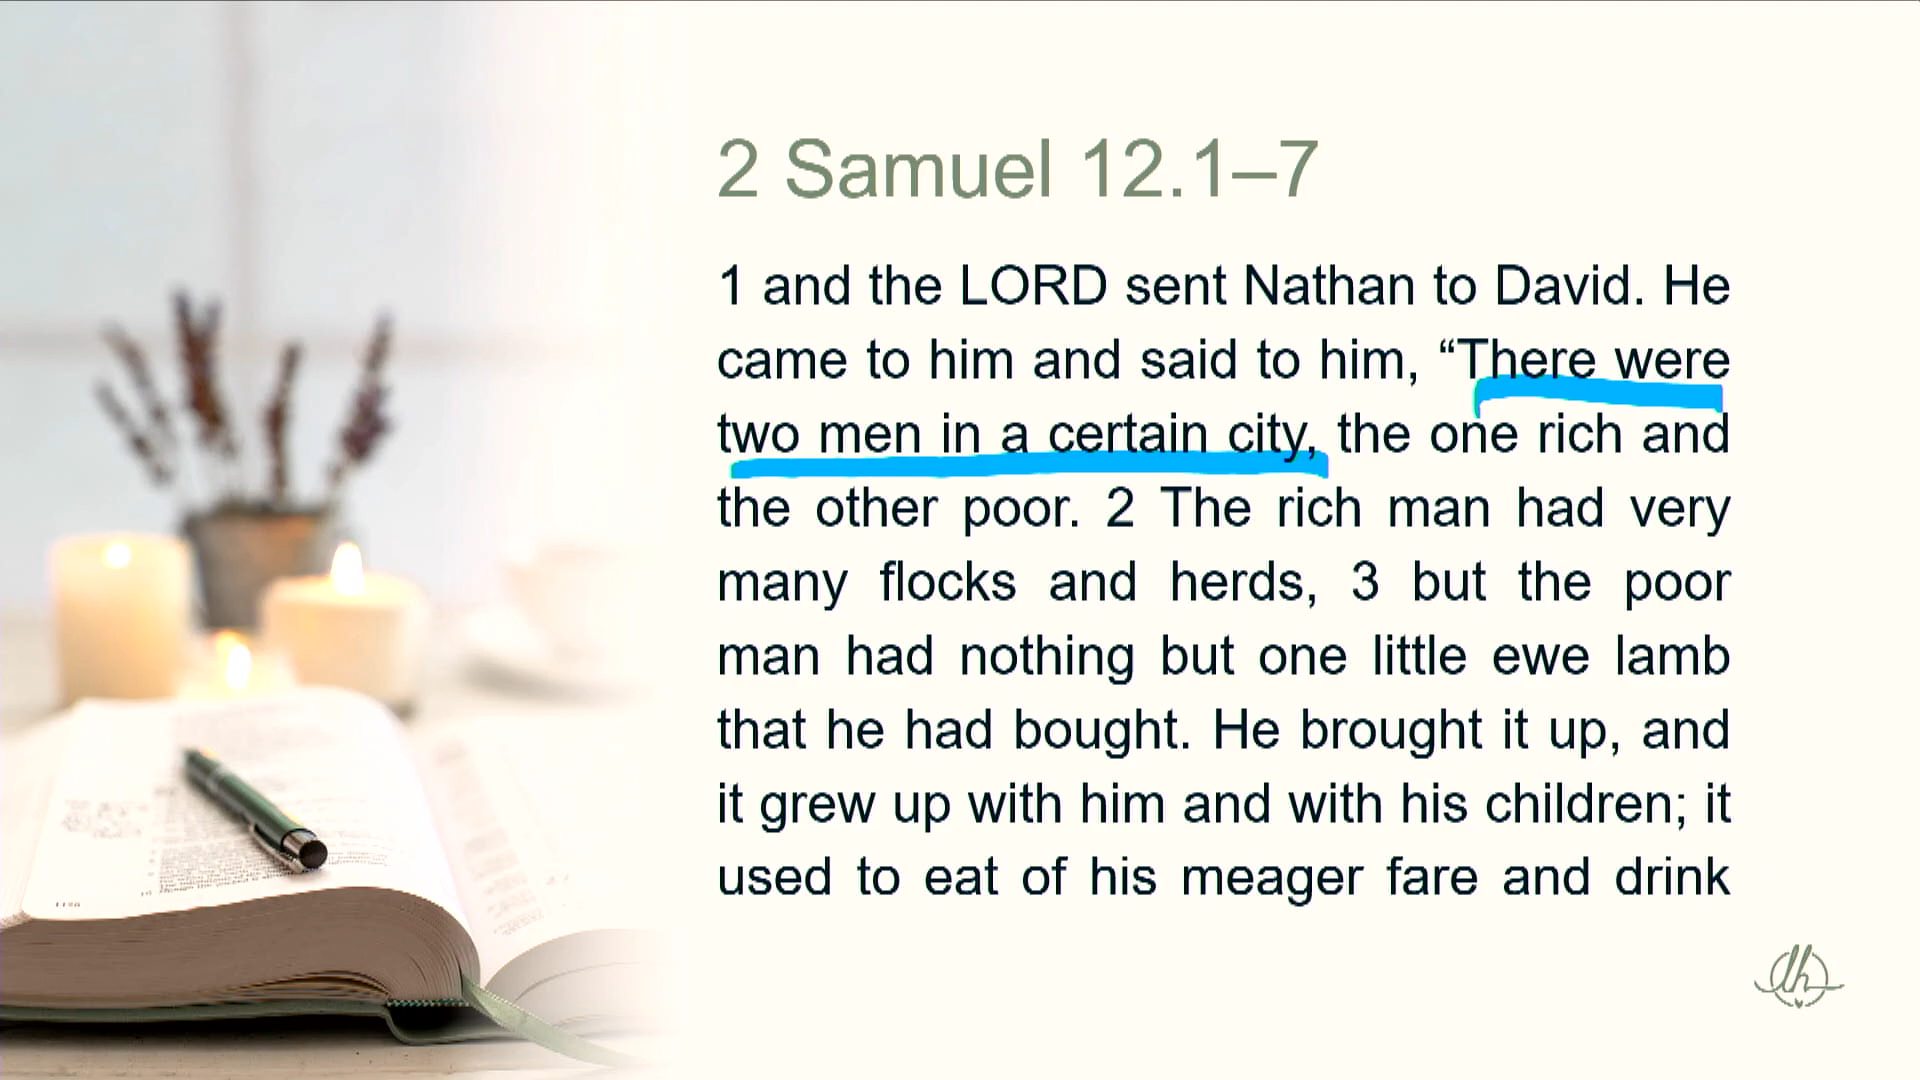 2 Samuel 12.1–7
1 and the LORD sent Nathan to David. He
came to him and said to him, “There were
two men in a certain city, the one rich and
the other poor. 2 The rich man had very
many flocks and herds, 3 but the poor
man had nothing but one little ewe lamb
that he had bought. He brought it up, and
it grew up with him and with his children; it
used to eat of his meager fare and drink
lh